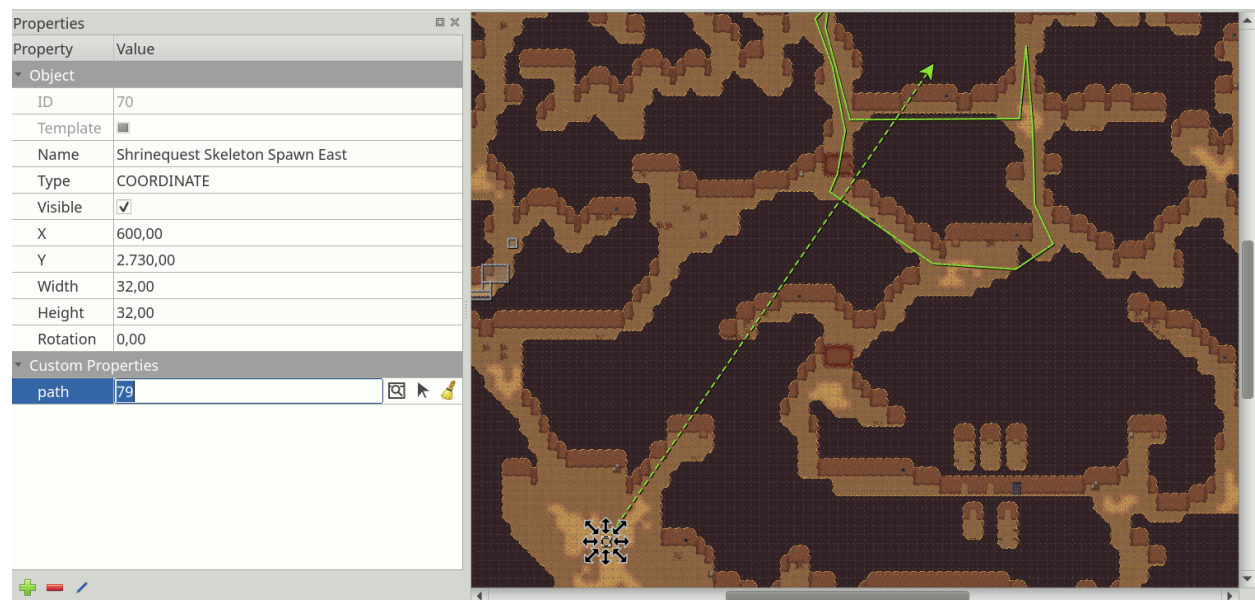 Properties
Property Value
Object
ID 70
Template
Name Shrinequest Skeleton Spawn East
Type COORDINATE
Visible
X 600,00
Y 2.730,00
Width 32,00
Height 32,00
Rotation 0,00
Custom Properties
path 79